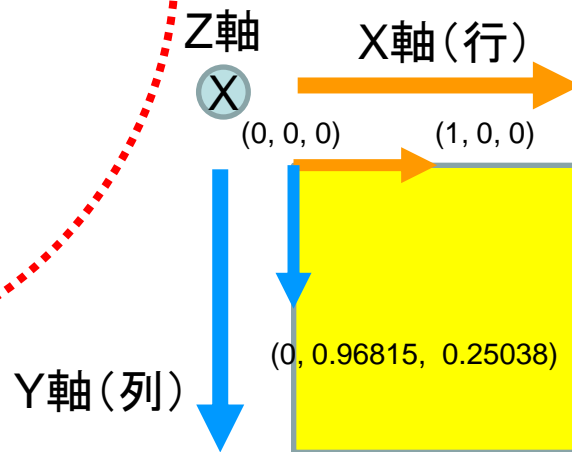 Z軸
X軸（行）
X
(0, 0, 0)
(1, 0, 0)
(0, 0.96815,  0.25038)
Y軸（列）